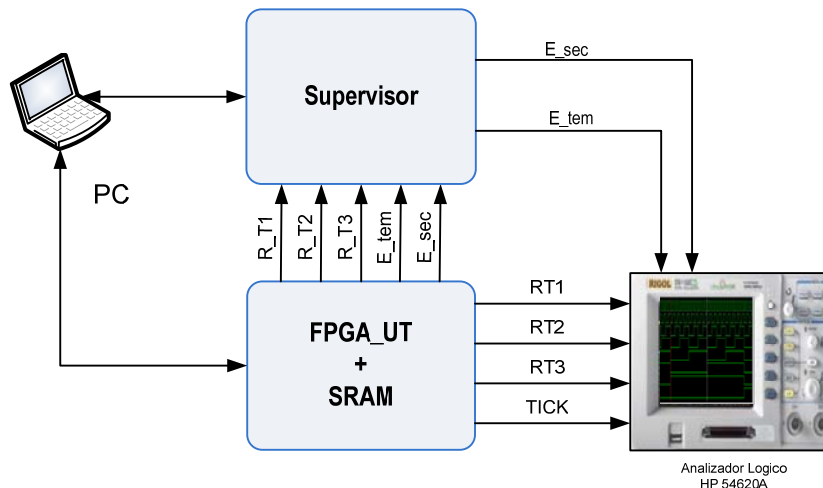 E_sec
Supervisor
E_tem
PC
R_T1
R_T2
R_T3
E_tem
E_sec
RT1
RIGOL
FPGA_UT
+
SRAM
RT2
RT3
TICK
Analizador Logico
HP 54620A